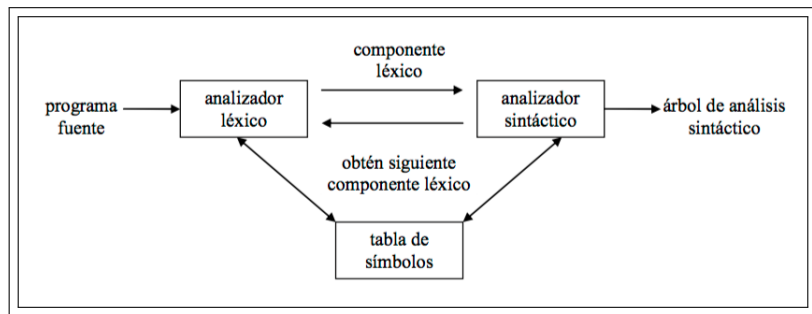 componente
léxico
programa
fuente
analizador
léxico
analizador
sintáctico
árbol de análisis
sintáctico
obtén siguiente
componente léxico
tabla de
símbolos